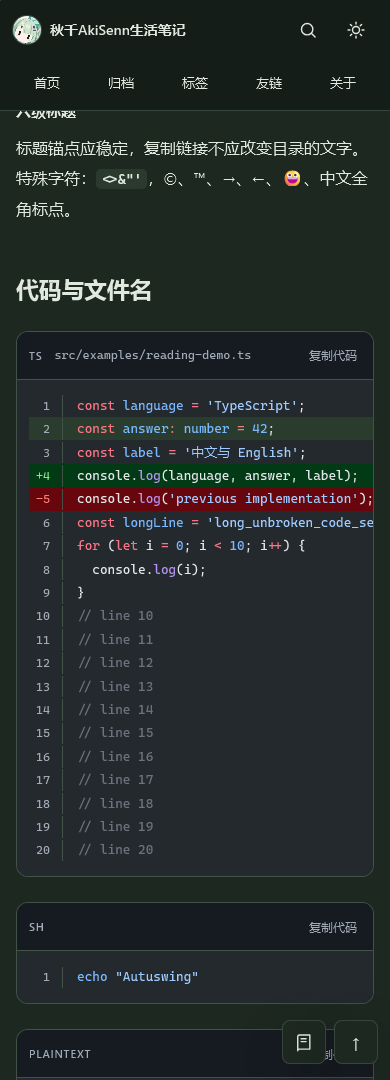 秋千AkiSenn生活笔记
首页 归档 标签 友链 关于
六级标题
标题锚点应稳定，复制链接不应改变目录的文字。
特殊字符：<>&"'，©、™、→、←、😀、中文全
角标点。
代码与文件名
TS src/examples/reading-demo.ts 复制代码
1 const language = 'TypeScript';
2 const answer: number = 42;
3 const label = '中文与 English';
+4 console.log(language, answer, label);
-5 console.log('previous implementation');
6 const longLine = 'long_unbroken_code_se
7 for (let i = 0; i < 10; i++) {
8 console.log(i);
9 }
10 // line 10
11 // line 11
12 // line 12
13 // line 13
14 // line 14
15 // line 15
16 // line 16
17 // line 17
18 // line 18
19 // line 19
20 // line 20
SH 复制代码
1 echo "Autuswing"
PLAINTEXT